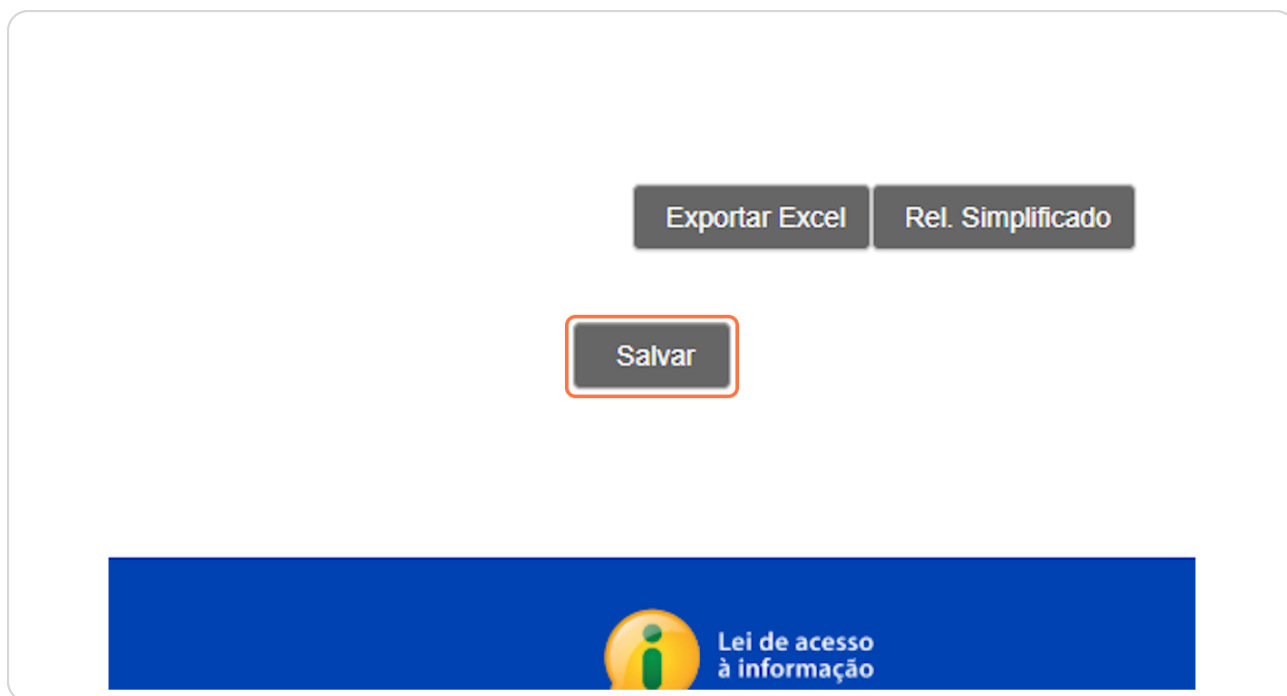 Exportar Excel Rel. Simplificado
Salvar
Lei de acesso
à informação